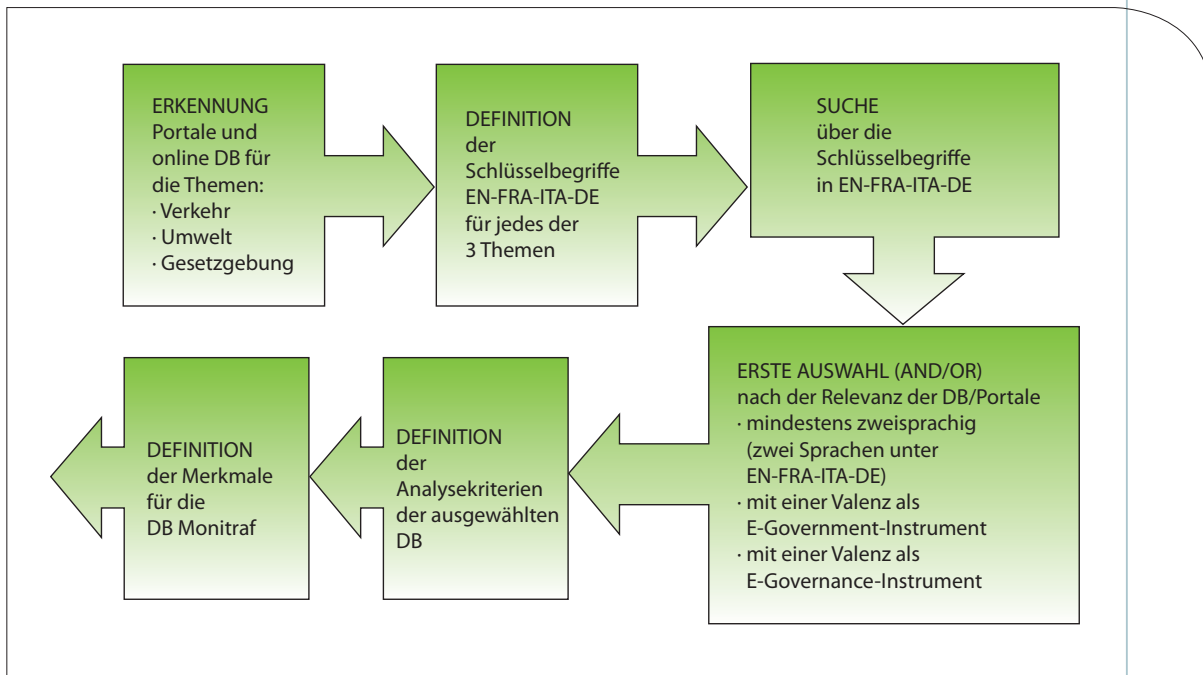 ERKENNUNG
Portale und
online DB für
die Themen:
· Verkehr
· Umwelt
· Gesetzgebung
DEFINITION
der
Schlüsselbegriffe
EN-FRA-ITA-DE
für jedes der
3 Themen
SUCHE
über die
Schlüsselbegriffe
in EN-FRA-ITA-DE
ERSTE AUSWAHL (AND/OR)
nach der Relevanz der DB/Portale
· mindestens zweisprachig
(zwei Sprachen unter
EN-FRA-ITA-DE)
· mit einer Valenz als
E-Government-Instrument
· mit einer Valenz als
E-Governance-Instrument
DEFINITION
der
Analysekriterien
der ausgewählten
DB
DEFINITION
der Merkmale
für die
DB Monitraf